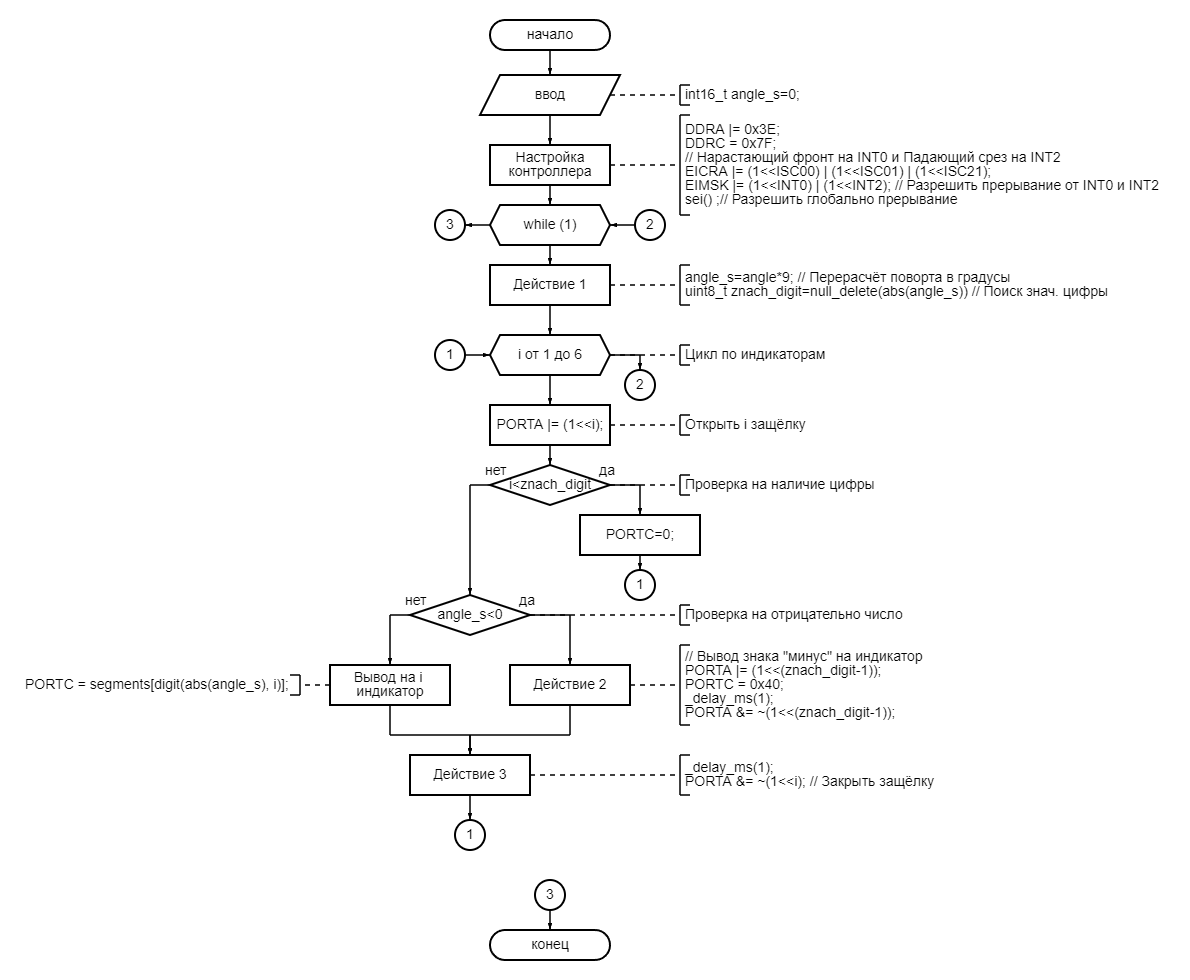 начало
ввод
int16_t angle_s=0;
Настройка
контроллера
DDRA |= 0x3E;
DDRC = 0x7F;
// Нарастающий фронт на INT0 и Падающий срез на INT2
EICRA |= (1<<ISC00) | (1<<ISC01) | (1<<ISC21);
EIMSK |= (1<<INT0) | (1<<INT2); // Разрешить прерывание от INT0 и INT2
sei() ;// Разрешить глобально прерывание
3
while (1)
2
Действие 1
angle_s=angle*9; // Перерасчёт поворта в градусы
uint8_t znach_digit=null_delete(abs(angle_s)) // Поиск знач. цифры
1
i от 1 до 6
Цикл по индикаторам
2
PORTA |= (1<<i);
Открыть i защёлку
нет
да
i<znach_digit
Проверка на наличие цифры
PORTC=0;
1
нет
да
angle_s<0
Проверка на отрицательно число
PORTC = segments[digit(abs(angle_s), i)];
Вывод на i
индикатор
Действие 2
// Вывод знака "минус" на индикатор
PORTA |= (1<<(znach_digit-1));
PORTC = 0x40;
_delay_ms(1);
PORTA &= ~(1<<(znach_digit-1));
Действие 3
_delay_ms(1);
PORTA &= ~(1<<i); // Закрыть защёлку
1
3
конец